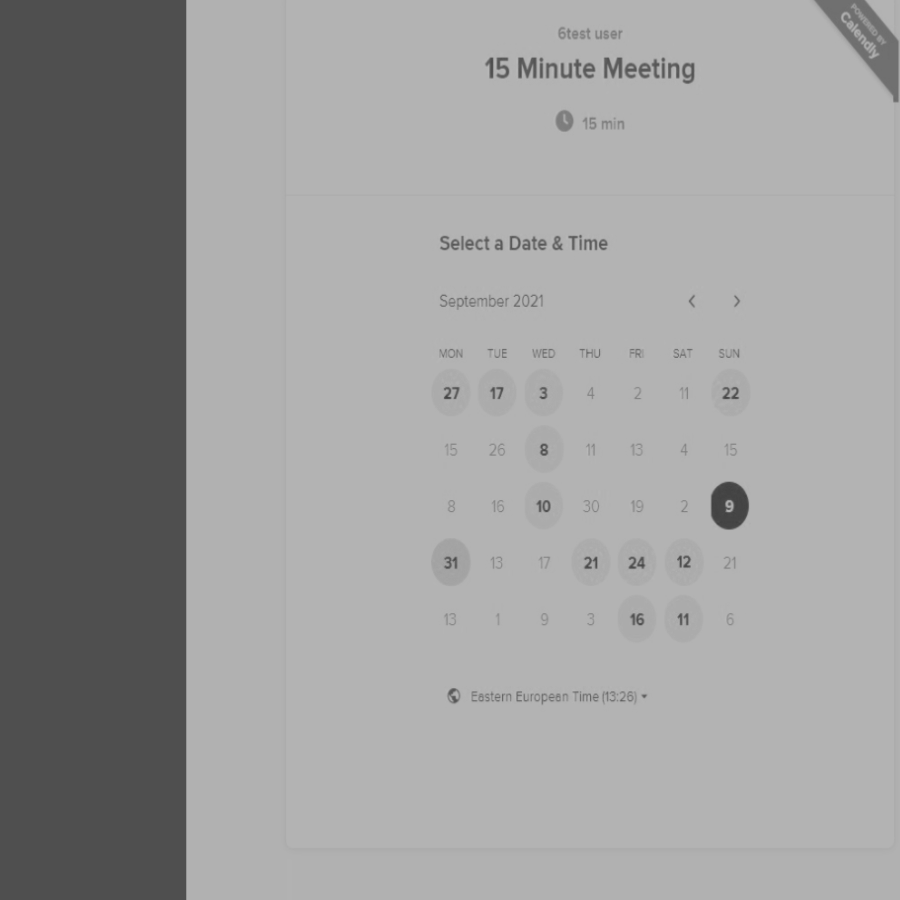 POWERED BY
Calendly
6test user
15 Minute Meeting
15 min
Select a Date & Time
September 2021
MON TUE WED THU FRI SAT SUN
27 17 3 4 2 11 22
15 26 8 11 13 4 15
8 16 10 30 19 2 9
31 13 17 21 24 12 21
13 1 9 3 16 11 6
Eastern European Time (13:26)